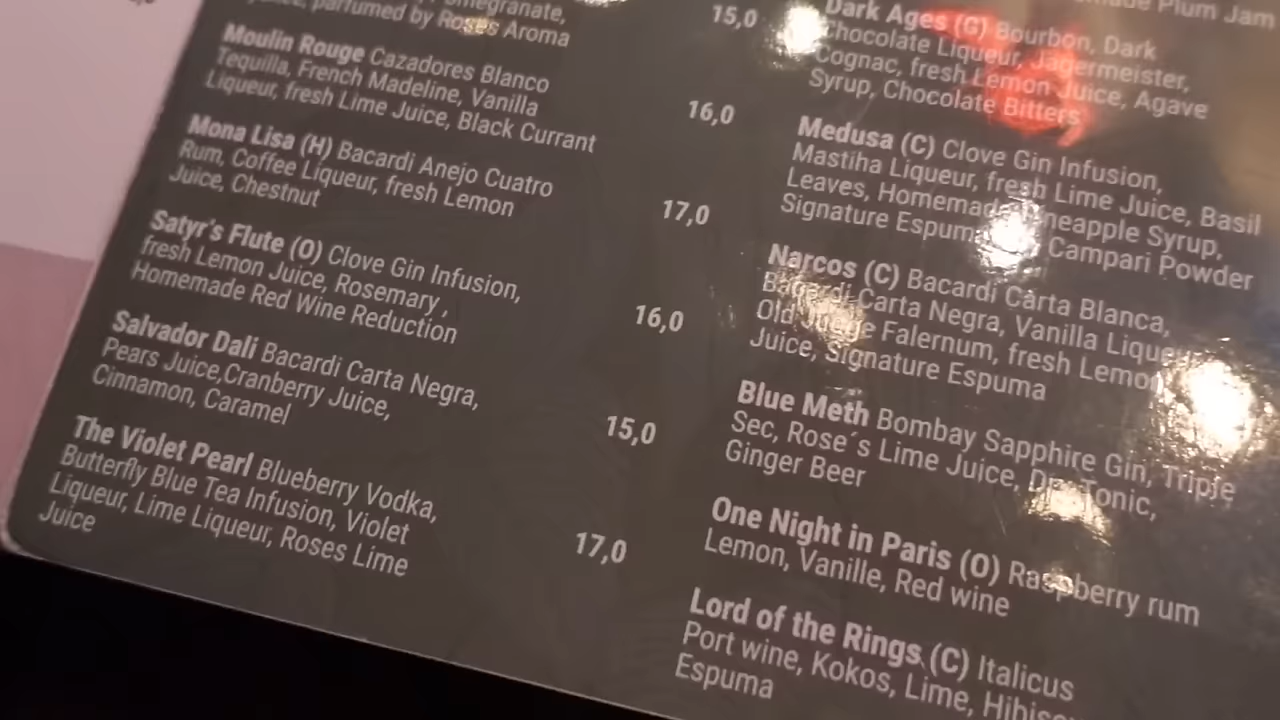 parfumed by Roses Aroma
15,0
Moulin Rouge Cazadores Blanco 16,0
Tequilla, French Madeline, Vanilla
Liqueur, fresh Lime Juice, Black Currant
Mona Lisa (H) Bacardi Anejo Cuatro 17,0
Rum, Coffee Liqueur, fresh Lemon
Juice, Chestnut
Satyr's Flute (O) Clove Gin Infusion, 16,0
fresh Lemon Juice, Rosemary ,
Homemade Red Wine Reduction
Salvador Dali Bacardi Carta Negra, 15,0
Pears Juice,Cranberry Juice,
Cinnamon, Caramel
The Violet Pearl Blueberry Vodka, 17,0
Butterfly Blue Tea Infusion, Violet
Liqueur, Lime Liqueur, Roses Lime
Juice
Plum Jam
Dark Ages (G) Bourbon, Dark
Chocolate Liqueur, Jagermeister,
Cognac, fresh Lemon Juice, Agave
Syrup, Chocolate Bitters
Medusa (C) Clove Gin Infusion,
Mastiha Liqueur, fresh Lime Juice, Basil
Leaves, Homemade Syrup,
Signature Campari Powder
Narcos (C) Bacardi Carta Blanca,
Bacardi Carta Negra, Vanilla Liqueur
Old Falernum, fresh Lemon
Juice, Signature Espuma
Blue Meth Bombay Sapphire Gin, Triple
Sec, Rose´s Lime Juice, Tonic,
Ginger Beer
One Night in Paris (O) Raspberry rum
Lemon, Vanille, Red wine
Lord of the Rings (C) Italicus
Port wine, Kokos, Lime,
Espuma